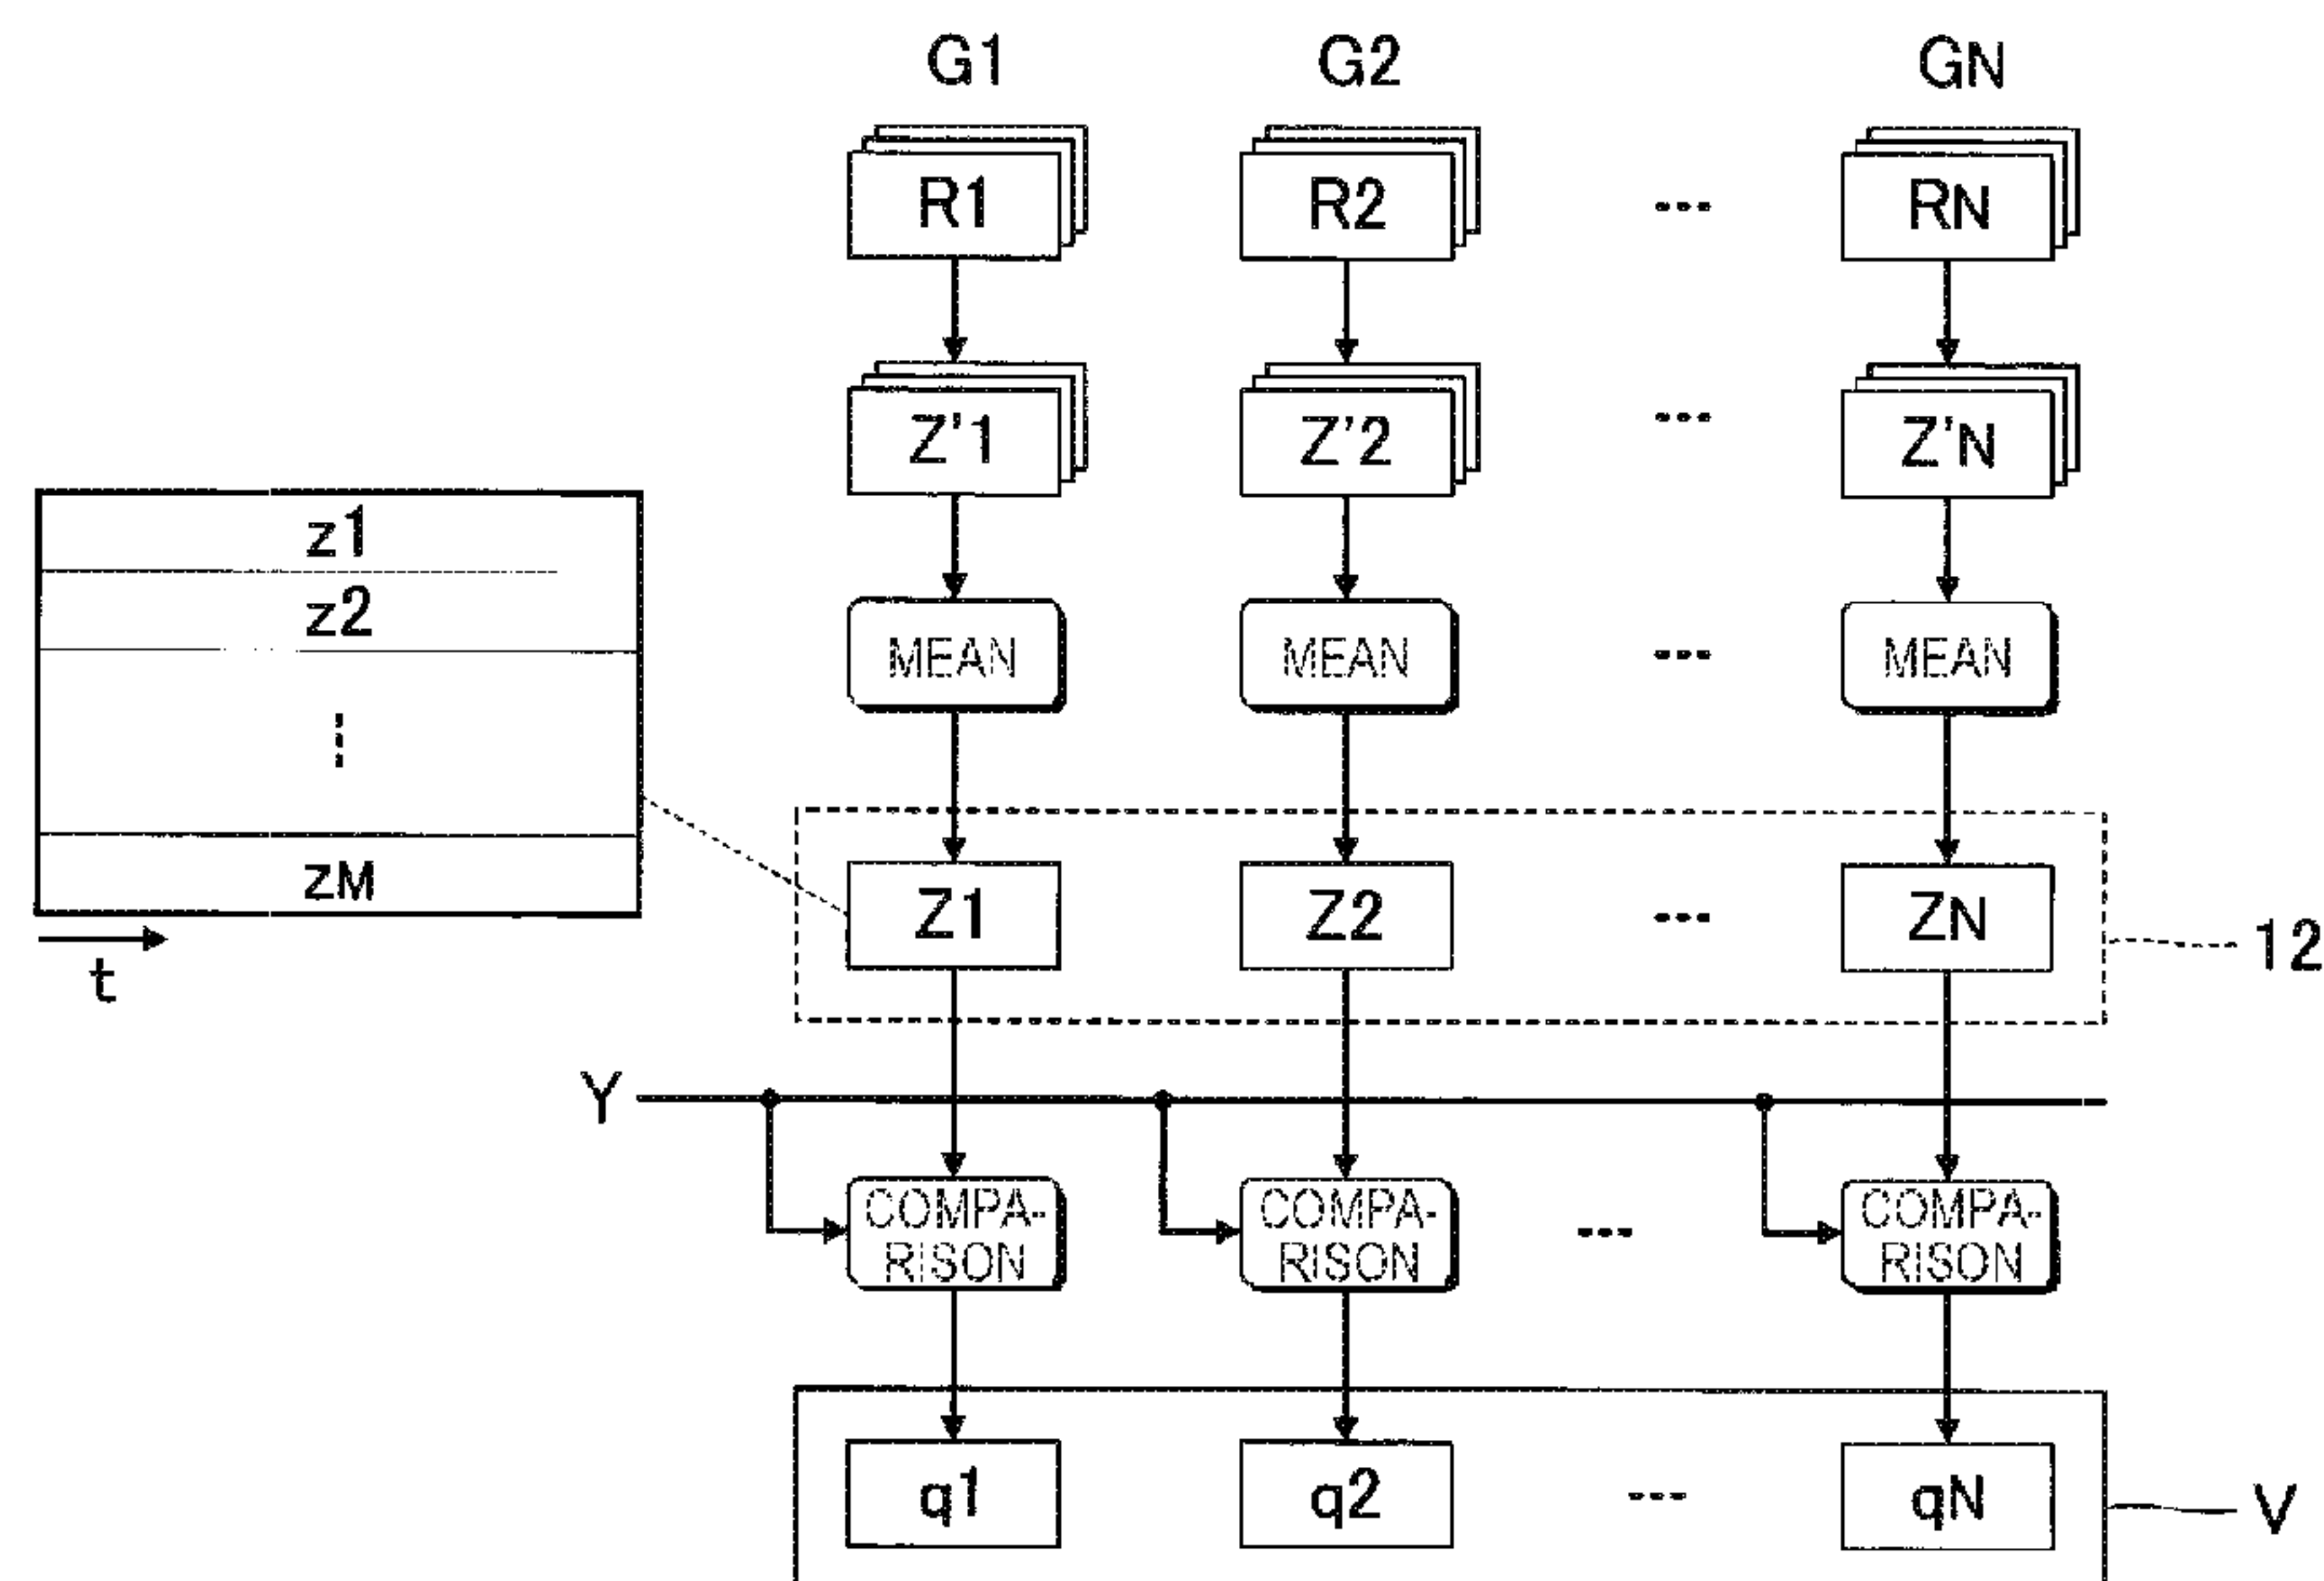 G1 G2 GN
R1 R2 ... RN
Z'1 Z'2 ... Z'N
z1
z2
MEAN MEAN ... MEAN
...
zM
t
Z1 Z2 ... ZN
12
Y
COMPA-
RISON
COMPA-
RISON
...
COMPA-
RISON
q1 q2 ... qN
V